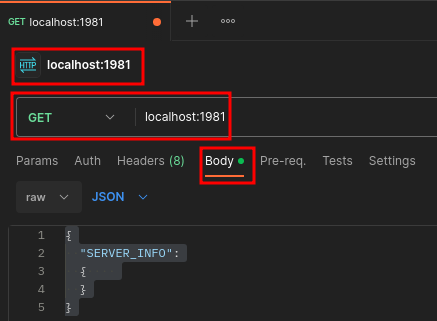 GET localhost:1981
HTTP localhost:1981
GET localhost:1981
Params Auth Headers (8) Body Pre-req. Tests Settings
raw JSON
1 {
2 "SERVER_INFO":
3 {
4 }
5 }